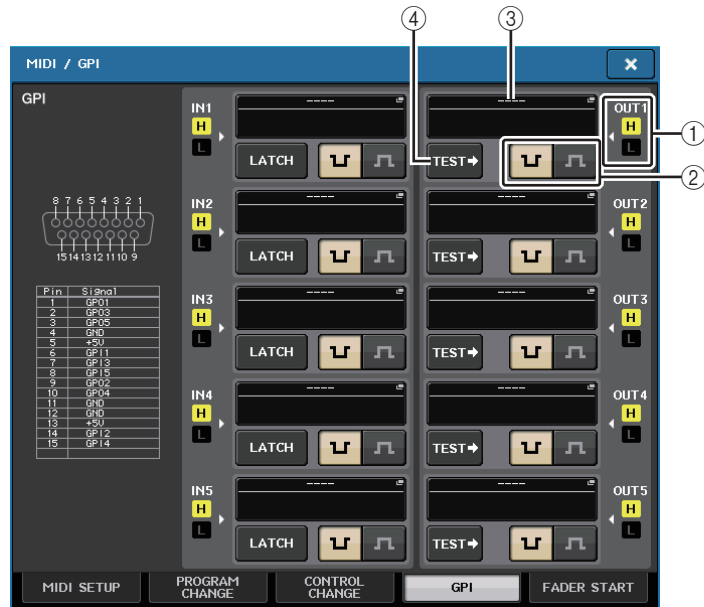 ④ ③
MIDI / GPI ×
GPI
8 7 6 5 4 3 2 1
15 14 13 12 11 10 9
Pin Signal
1 GPO1
2 GPO3
3 GPO5
4 GND
5 +5V
6 GPI1
7 GPI3
8 GPI5
9 GPO2
10 GPO4
11 GND
12 GND
13 +5V
14 GPI2
15 GPI4
IN1 ---- ---- OUT1
H H ①
L LATCH TEST L ②
IN2 ---- ---- OUT2
H H
L LATCH TEST L
IN3 ---- ---- OUT3
H H
L LATCH TEST L
IN4 ---- ---- OUT4
H H
L LATCH TEST L
IN5 ---- ---- OUT5
H H
L LATCH TEST L
MIDI SETUP PROGRAM CHANGE CONTROL CHANGE GPI FADER START